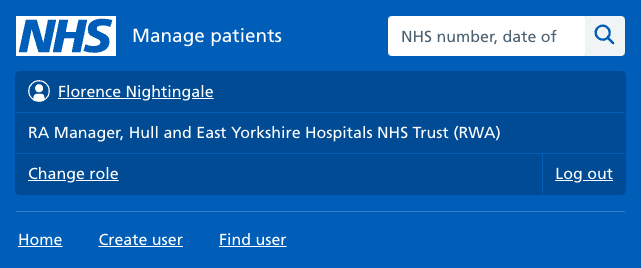 NHS Manage patients NHS number, date of
Florence Nightingale
RA Manager, Hull and East Yorkshire Hospitals NHS Trust (RWA)
Change role Log out
Home Create user Find user